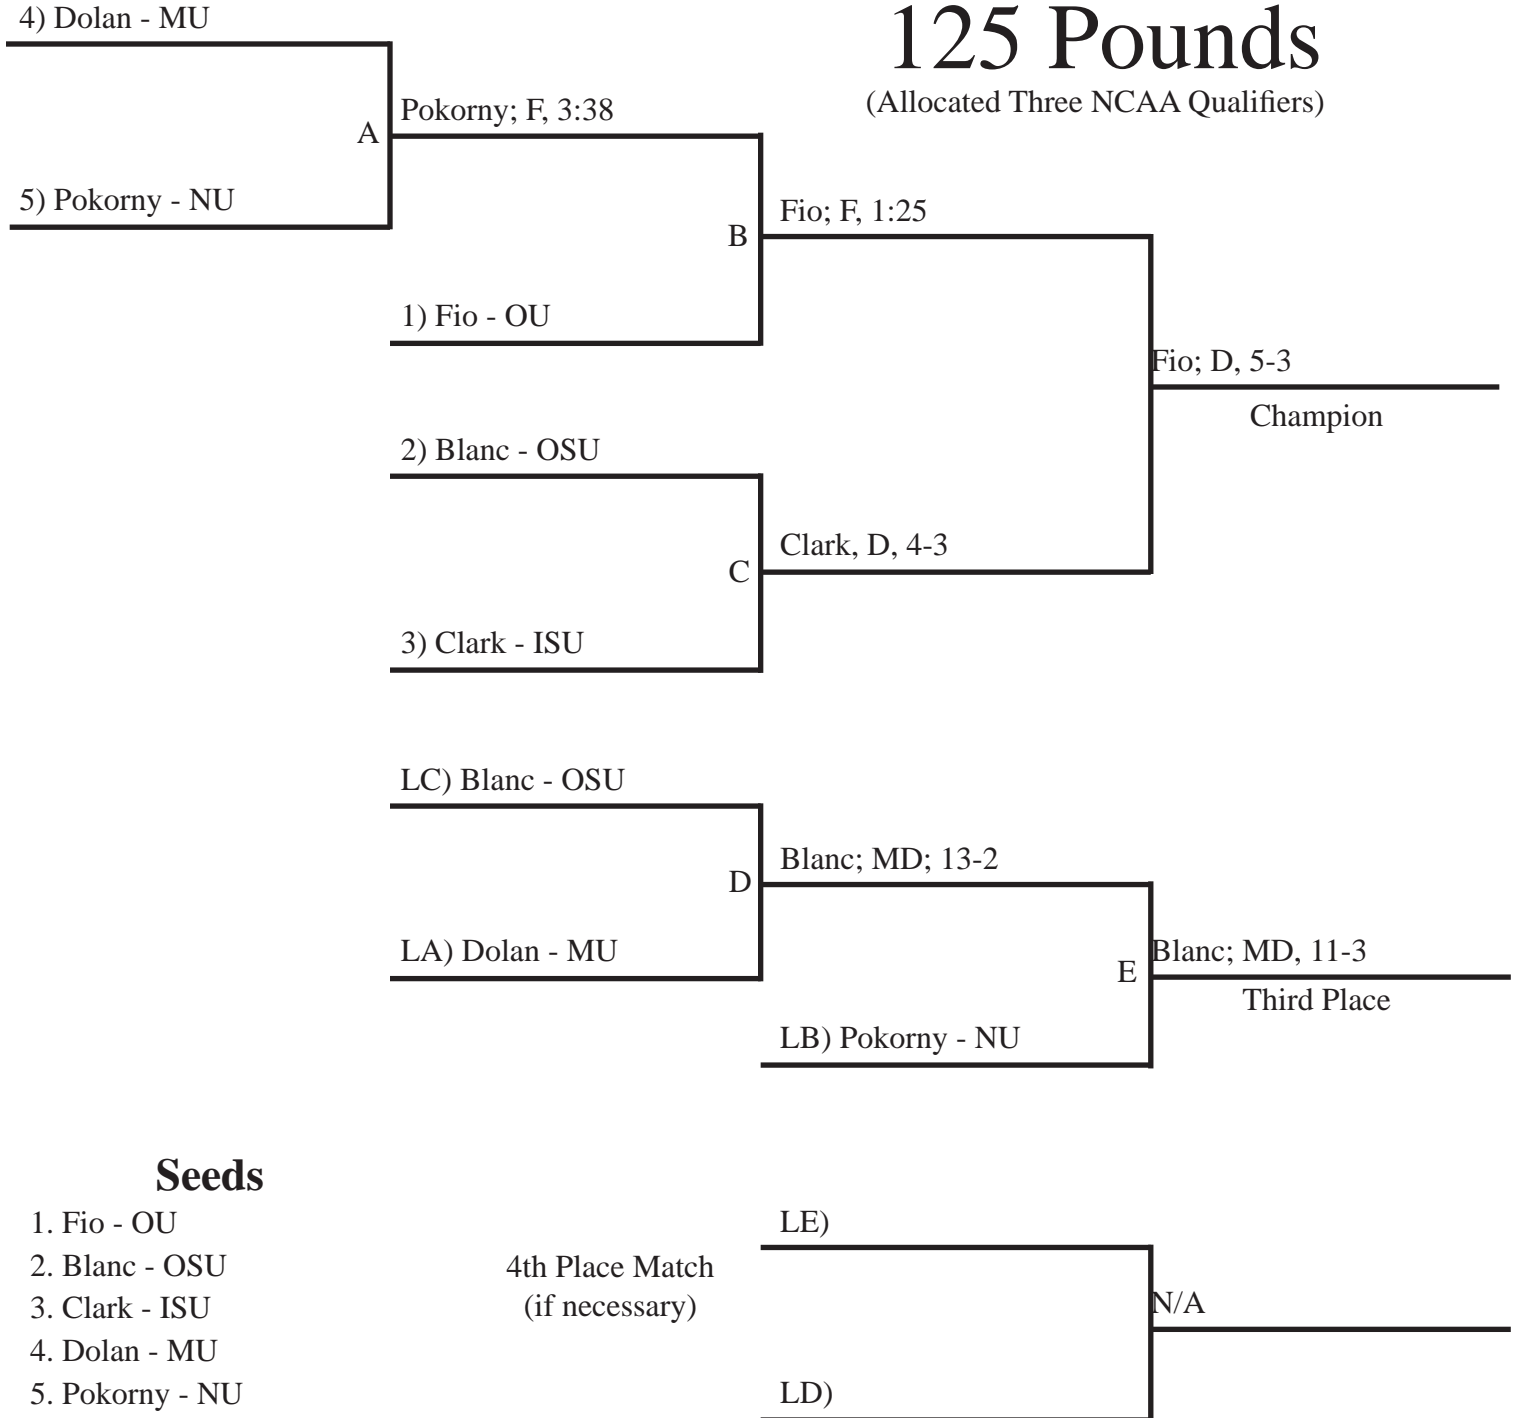 4) Dolan - MU
125 Pounds
(Allocated Three NCAA Qualifiers)
Pokorny; F, 3:38
A
5) Pokorny - NU
Fio; F, 1:25
B
1) Fio - OU
Fio; D, 5-3
Champion
2) Blanc - OSU
Clark, D, 4-3
C
3) Clark - ISU
LC) Blanc - OSU
Blanc; MD; 13-2
D
LA) Dolan - MU
Blanc; MD, 11-3
E
Third Place
LB) Pokorny - NU
Seeds
1. Fio - OU
2. Blanc - OSU
3. Clark - ISU
4. Dolan - MU
5. Pokorny - NU
4th Place Match
(if necessary)
LE)
N/A
LD)